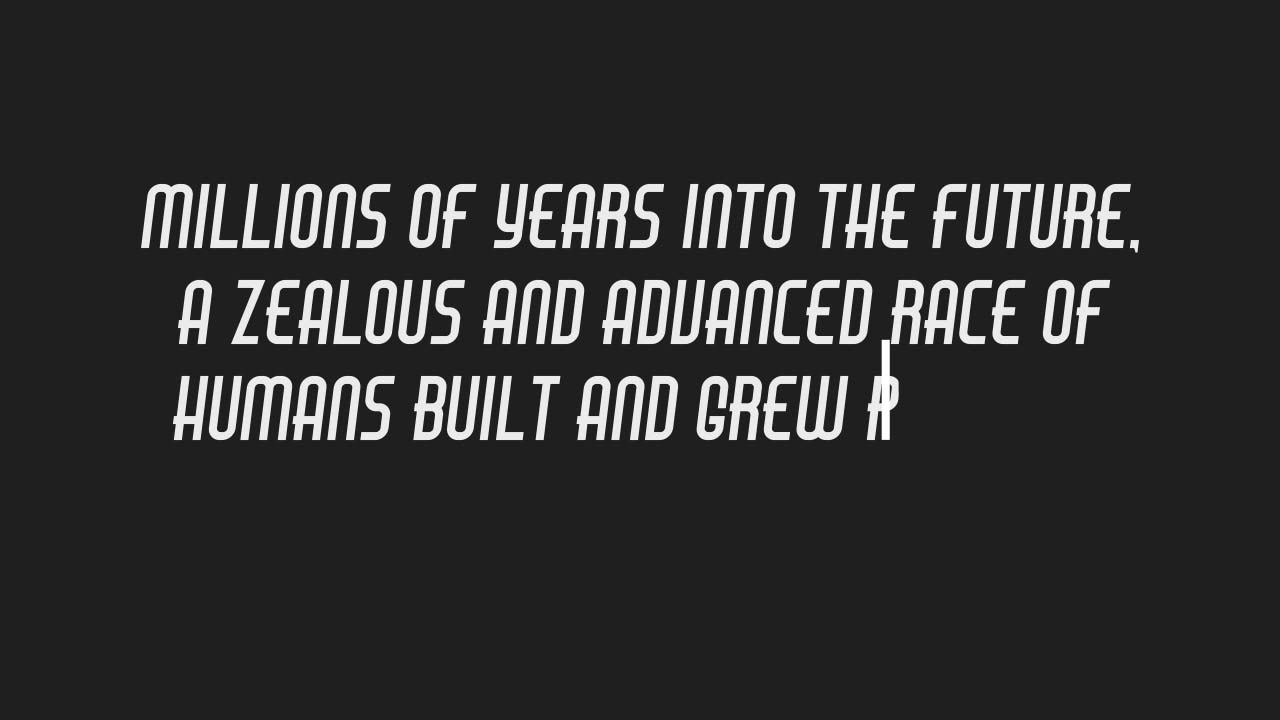 MILLIONS OF YEARS INTO THE FUTURE,
A ZEALOUS AND ADVANCED RACE OF
HUMANS BUILT AND GREW